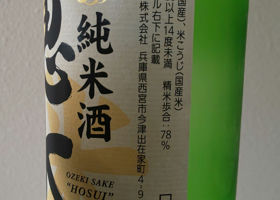 純米酒
OZEKI SAKE
"HOSUI"
国産)、米こうじ(国産米)
以上14度未満 精米歩合:78%
ル右下に記載
株式会社 兵庫県西宮市今津出在家町4-9